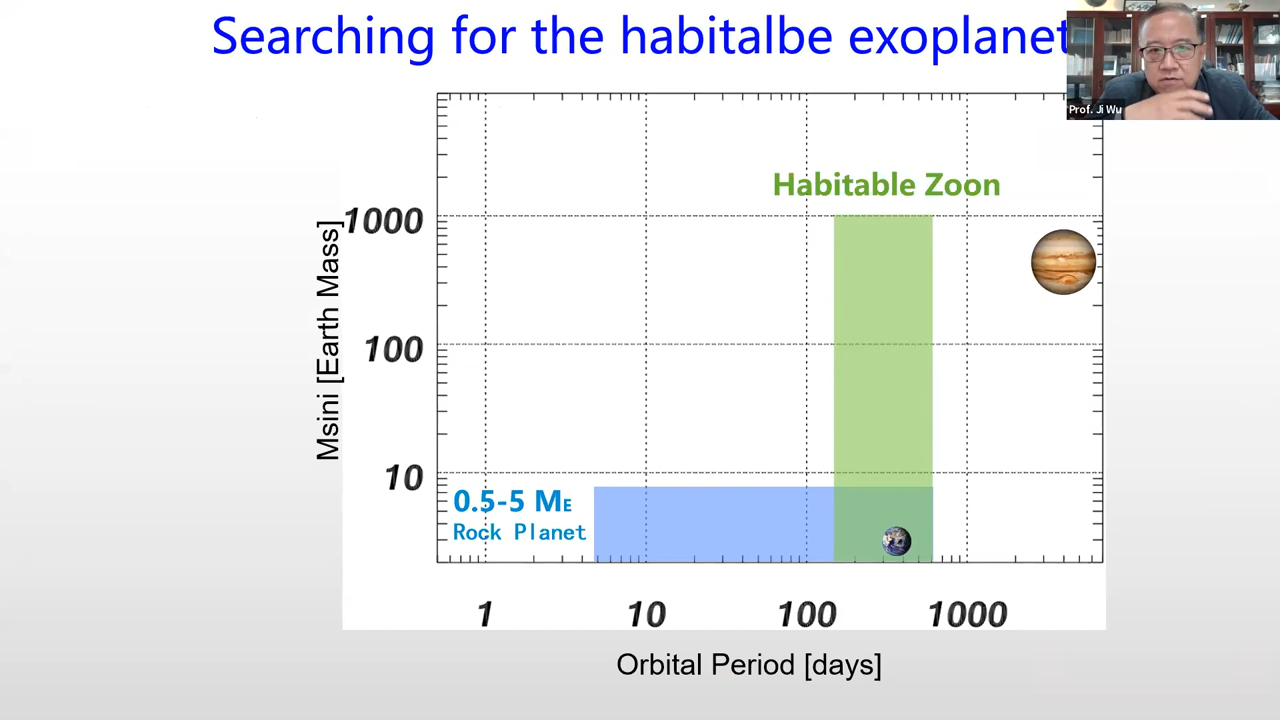 Searching for the habitalbe exoplanet
Prof. Ji Wu
Habitable Zoon
Msini [Earth Mass]
1000
100
10
0.5-5 ME
Rock Planet
1 10 100 1000
Orbital Period [days]